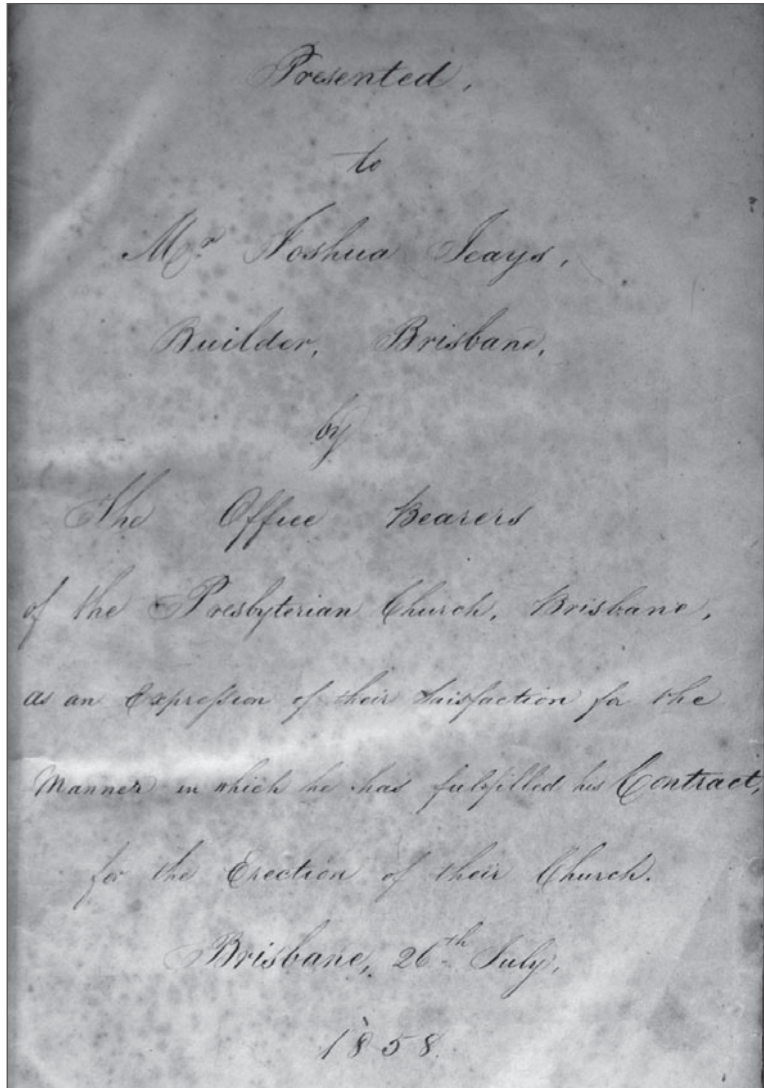 Presented,
to
Mr. Joshua Jeays,
Builder, Brisbane,
by
The Office Bearers
of the Presbyterian Church, Brisbane,
as an Expression of their Saisfaction for the
Manner in which he has fulfilled his Contract,
for the Erection of their Church.
Brisbane, 26th July,
1858.